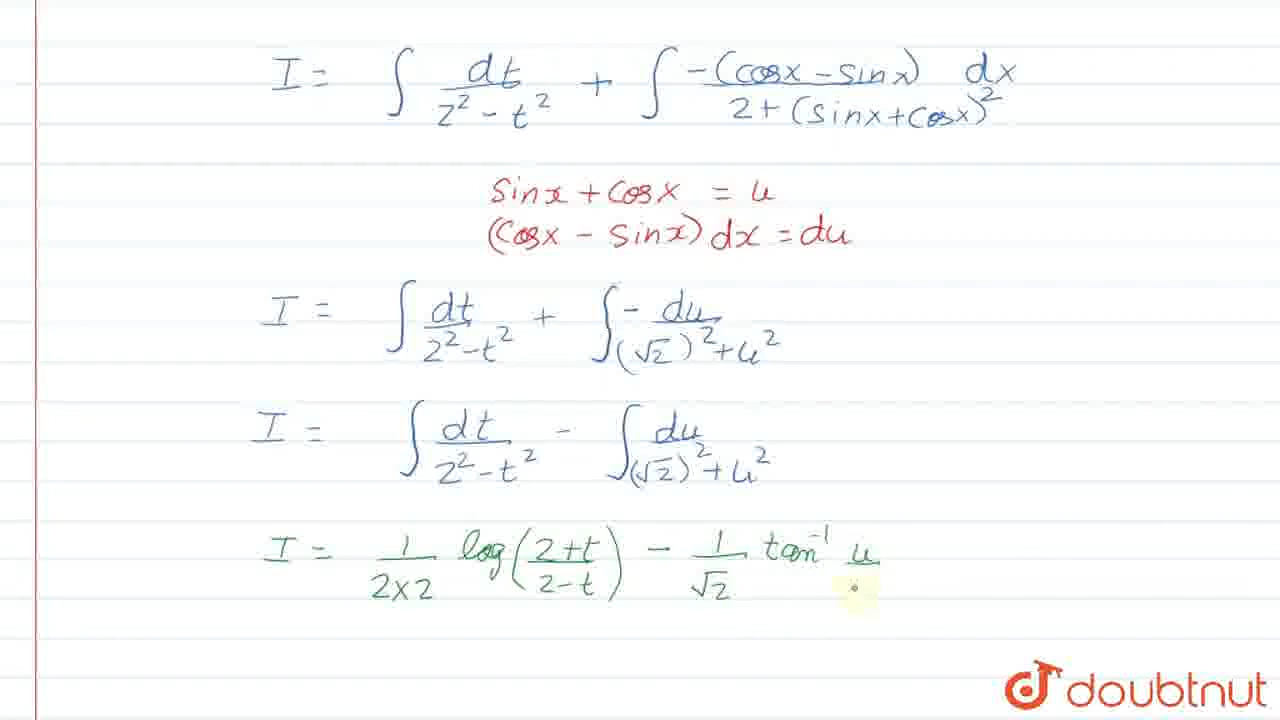 I = ∫ dt/(2² - t²) + ∫ -(cosx - sinx) dx/(2 + (sinx + cosx)²)
sinx + cosx = u
(cosx - sinx) dx = du
I = ∫ dt/(2² - t²) + ∫ - du/((√2)² + u²)
I = ∫ dt/(2² - t²) - ∫ du/((√2)² + u²)
I = 1/(2×2) log((2+t)/(2-t)) - 1/√2 tan⁻¹ u/
doubtnut